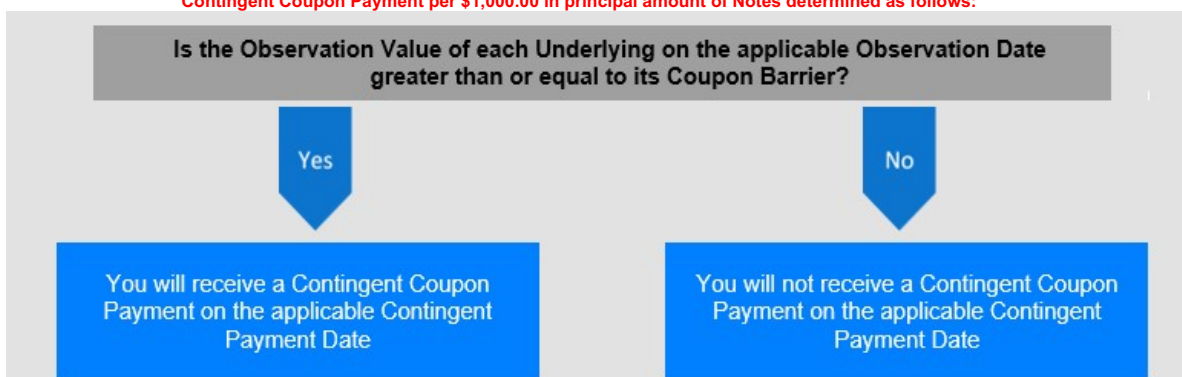 Contingent Coupon Payment per $1,000.00 in principal amount of Notes determined as follows:
Is the Observation Value of each Underlying on the applicable Observation Date
greater than or equal to its Coupon Barrier?
Yes
No
You will receive a Contingent Coupon
Payment on the applicable Contingent
Payment Date
You will not receive a Contingent Coupon
Payment on the applicable Contingent
Payment Date